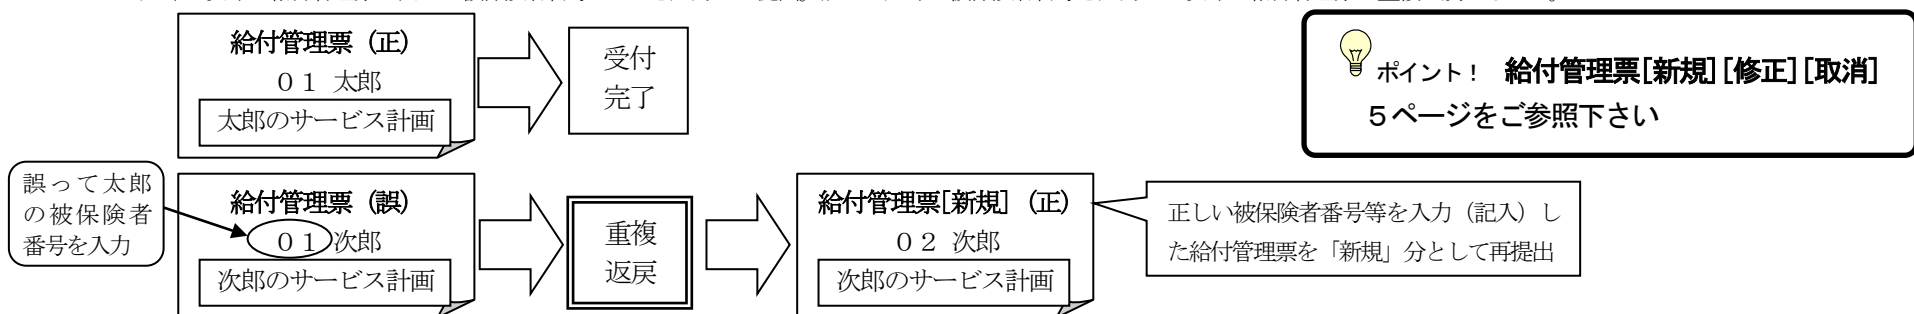 給付管理票（正）
０１ 太郎
太郎のサービス計画
受付
完了
ポイント！ 給付管理票[新規][修正][取消]
５ページをご参照下さい
誤って太郎
の被保険者
番号を入力
給付管理票（誤）
０１ 次郎
次郎のサービス計画
重複
返戻
給付管理票[新規]（正）
０２ 次郎
次郎のサービス計画
正しい被保険者番号等を入力（記入）し
た給付管理票を「新規」分として再提出